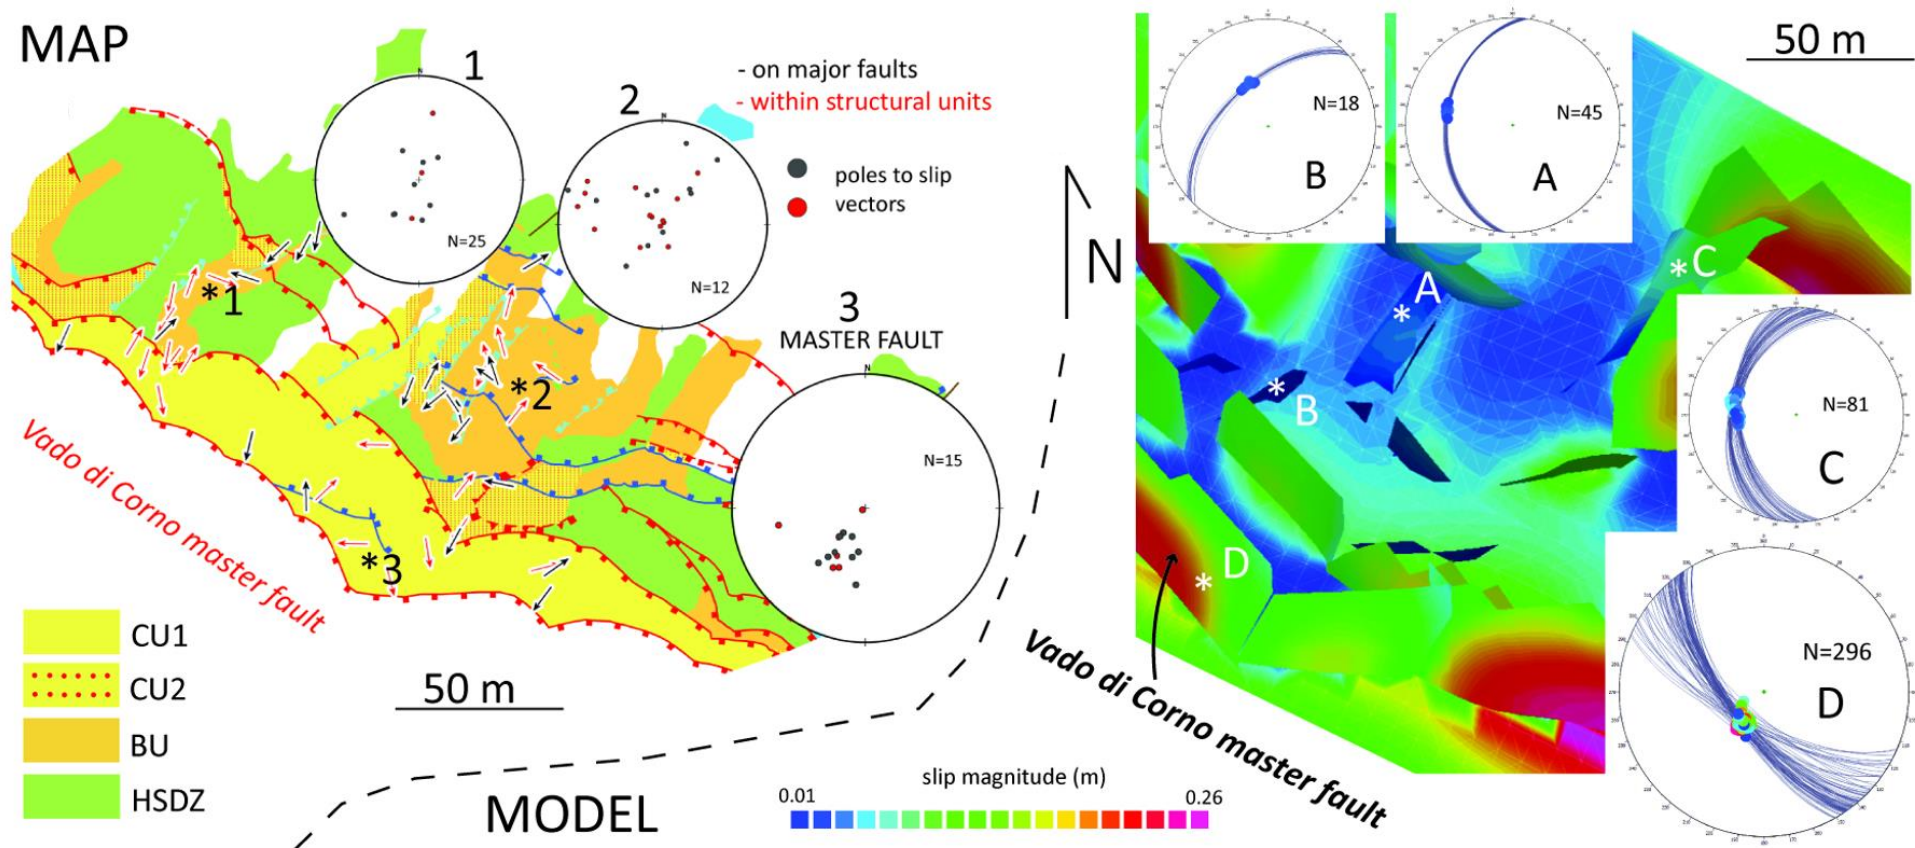 MAP
1
N
N=25
2
N
N=12
- on major faults
- within structural units
poles to slip
vectors
3
MASTER FAULT
N
N=15
*1
*2
*3
Vado di Corno master fault
CU1
CU2
BU
HSDZ
50 m
N
MODEL
slip magnitude (m)
0.01
0.26
50 m
N=18
B
N=45
A
A
*
* C
*
B
D
*
N=81
C
N=296
D
Vado di Corno master fault